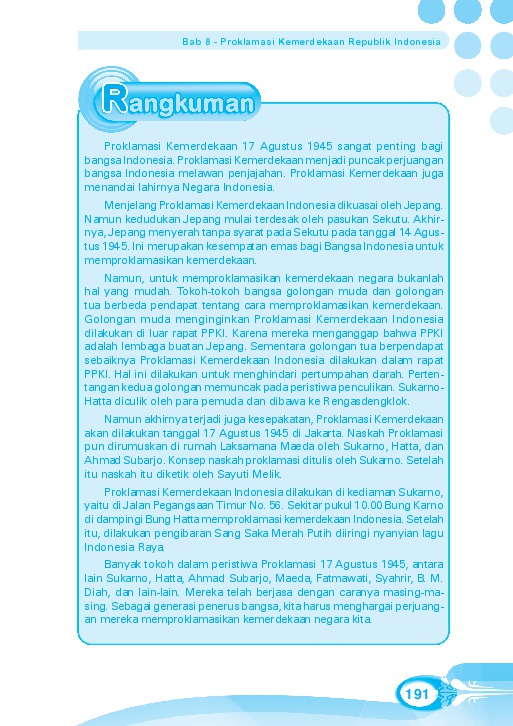 Bab 8 - Proklamasi Kemerdekaan Republik Indonesia
Rangkuman
Proklamasi Kemerdekaan 17 Agustus 1945 sangat penting bagi
bangsa Indonesia. Proklamasi Kemerdekaan menjadi puncak perjuangan
bangsa Indonesia melawan penjajahan. Proklamasi Kemerdekaan juga
menandai lahirnya Negara Indonesia.
Menjelang Proklamasi Kemerdekaan Indonesia dikuasai oleh Jepang.
Namun kedudukan Jepang mulai terdesak oleh pasukan Sekutu. Akhir-
nya, Jepang menyerah tanpa syarat pada Sekutu pada tanggal 14 Agus-
tus 1945. Ini merupakan kesempatan emas bagi Bangsa Indonesia untuk
memproklamasikan kemerdekaan.
Namun, untuk memproklamasikan kemerdekaan negara bukanlah
hal yang mudah. Tokoh-tokoh bangsa golongan muda dan golongan
tua berbeda pendapat tentang cara memproklamasikan kemerdekaan.
Golongan muda menginginkan Proklamasi Kemerdekaan Indonesia
dilakukan di luar rapat PPKI. Karena mereka menganggap bahwa PPKI
adalah lembaga buatan Jepang. Sementara golongan tua berpendapat
sebaiknya Proklamasi Kemerdekaan Indonesia dilakukan dalam rapat
PPKI. Hal ini dilakukan untuk menghindari pertumpahan darah. Perten-
tangan kedua golongan memuncak pada peristiwa penculikan. Sukarno-
Hatta diculik oleh para pemuda dan dibawa ke Rengasdengklok.
Namun akhirnya terjadi juga kesepakatan, Proklamasi Kemerdekaan
akan dilakukan tanggal 17 Agustus 1945 di Jakarta. Naskah Proklamasi
pun dirumuskan di rumah Laksamana Maeda oleh Sukarno, Hatta, dan
Ahmad Subarjo. Konsep naskah proklamasi ditulis oleh Sukarno. Setelah
itu naskah itu diketik oleh Sayuti Melik.
Proklamasi Kemerdekaan Indonesia dilakukan di kediaman Sukarno,
yaitu di Jalan Pegangsaan Timur No. 56. Sekitar pukul 10.00 Bung Karno
di dampingi Bung Hatta memproklamasi kemerdekaan Indonesia. Setelah
itu, dilakukan pengibaran Sang Saka Merah Putih diiringi nyanyian lagu
Indonesia Raya.
Banyak tokoh dalam peristiwa Proklamasi 17 Agustus 1945, antara
lain Sukarno, Hatta, Ahmad Subarjo, Maeda, Fatmawati, Syahrir, B. M.
Diah, dan lain-lain. Mereka telah berjasa dengan caranya masing-ma-
sing. Sebagai generasi penerus bangsa, kita harus menghargai perjuang-
an mereka memproklamasikan kemerdekaan negara kita.
191